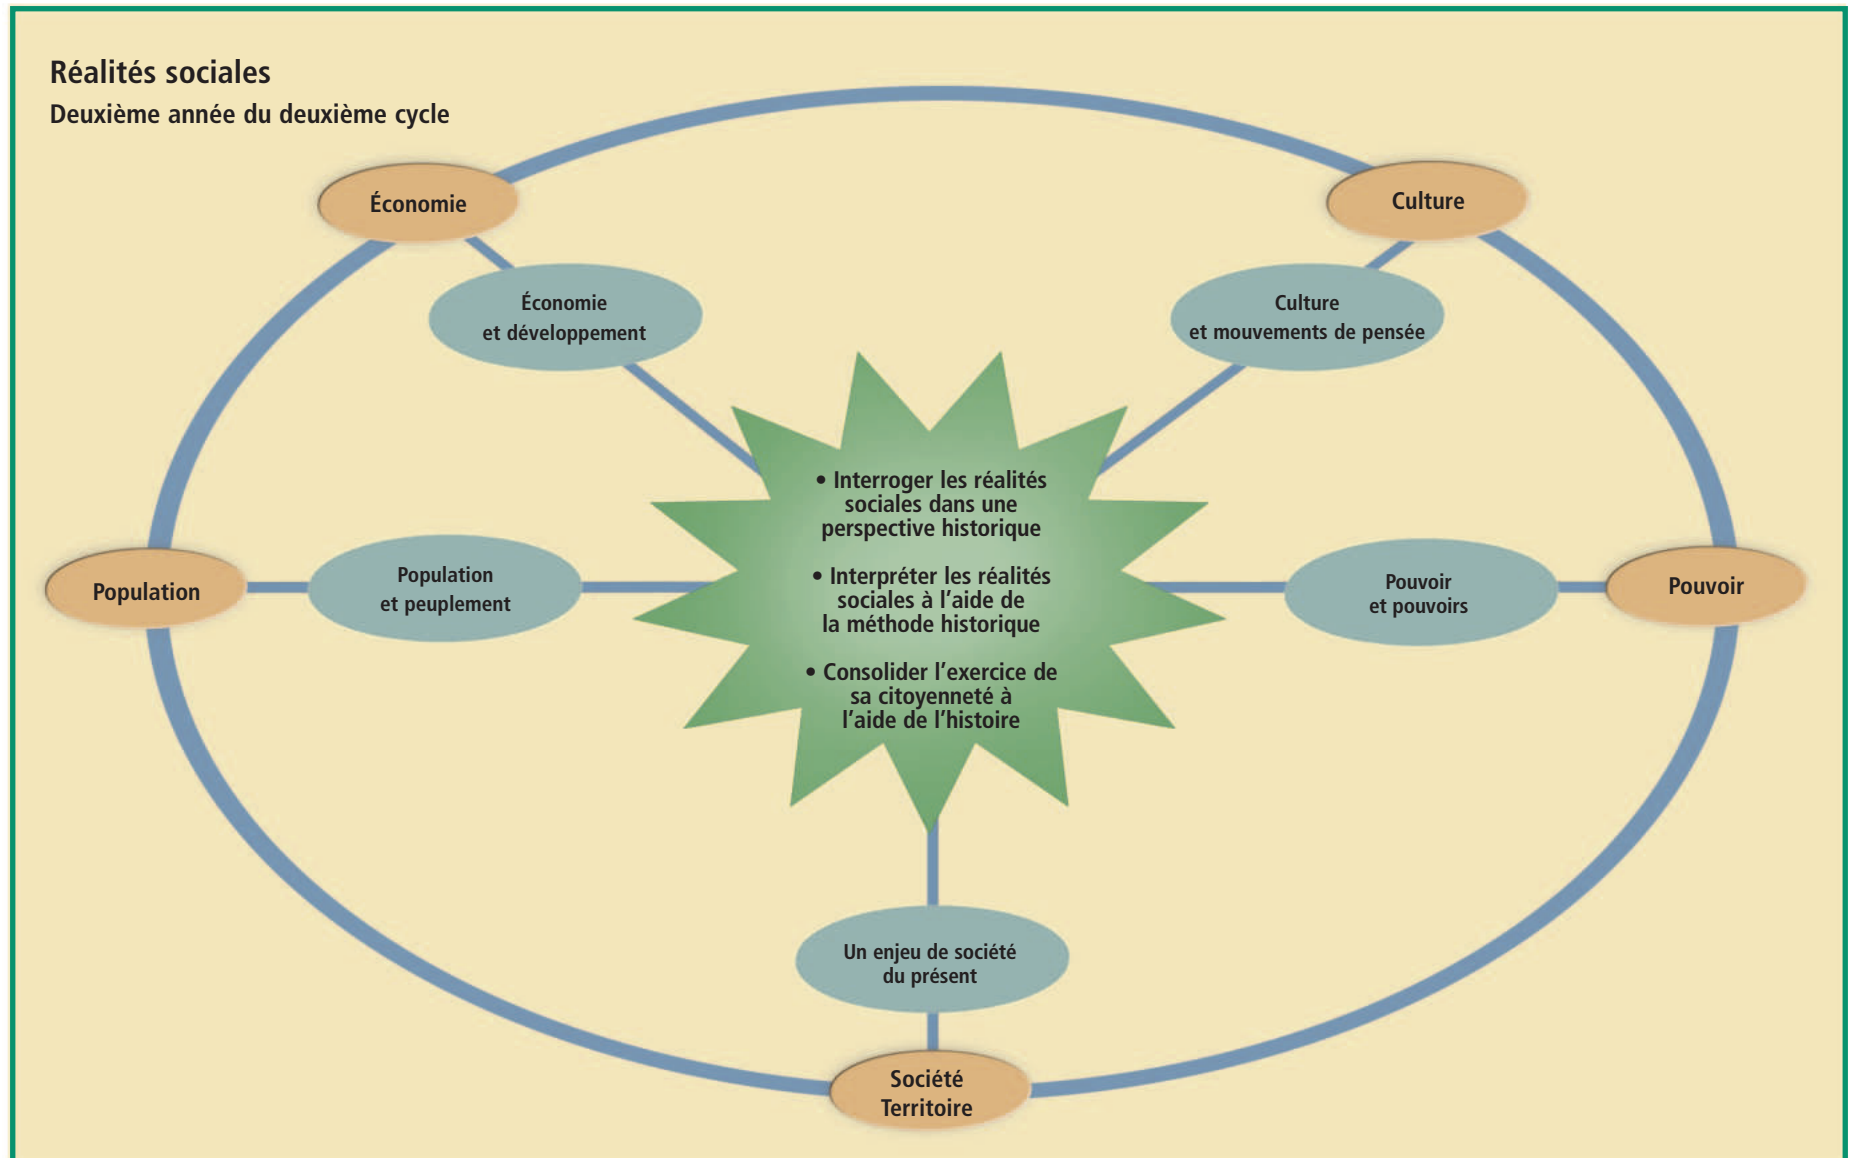 Réalités sociales
Deuxième année du deuxième cycle
Économie
Culture
Économie
et développement
Culture
et mouvements de pensée
• Interroger les réalités
sociales dans une
perspective historique
• Interpréter les réalités
sociales à l'aide de
la méthode historique
• Consolider l'exercice de
sa citoyenneté à
l'aide de l'histoire
Population
Population
et peuplement
Pouvoir
et pouvoirs
Pouvoir
Un enjeu de société
du présent
Société
Territoire